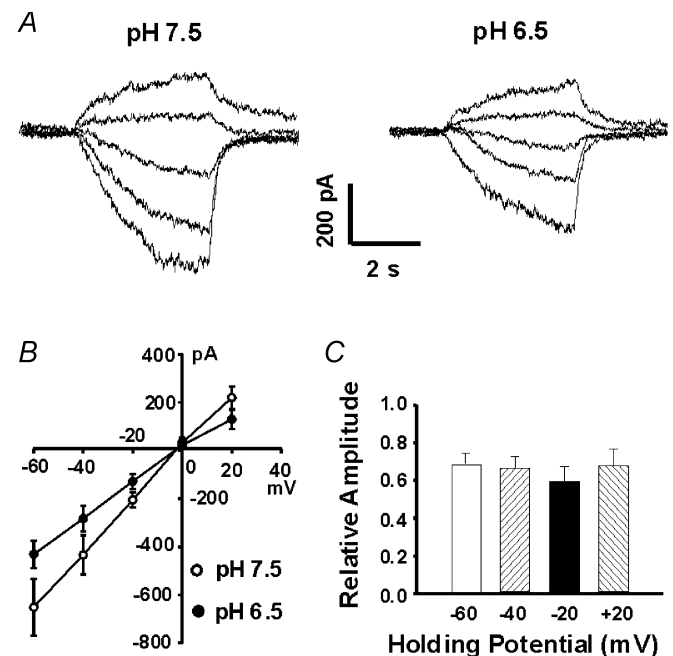 A
pH 7.5
pH 6.5
200 pA
2 s
B
400
pA
200
-20
-60
-40
0
20
40
mV
-200
-400
-600
-800
pH 7.5
pH 6.5
C
Relative Amplitude
1.0
0.8
0.6
0.4
0.2
0.0
-60
-40
-20
+20
Holding Potential (mV)